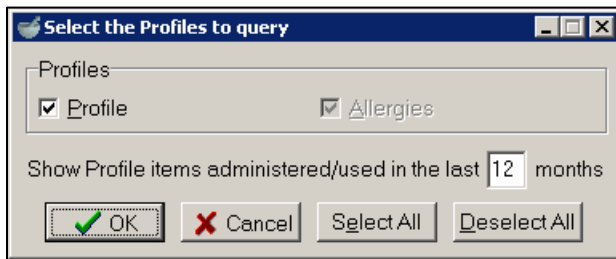 Select the Profiles to query
Profiles
Profile Allergies
Show Profile items administered/used in the last 12 months
OK Cancel Select All Deselect All